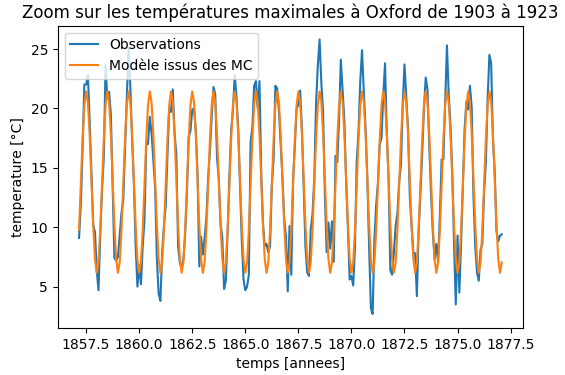 Zoom sur les températures maximales à Oxford de 1903 à 1923
Observations
Modèle issus des MC
temperature [°C]
25
20
15
10
5
1857.5 1860.0 1862.5 1865.0 1867.5 1870.0 1872.5 1875.0 1877.5
temps [annees]